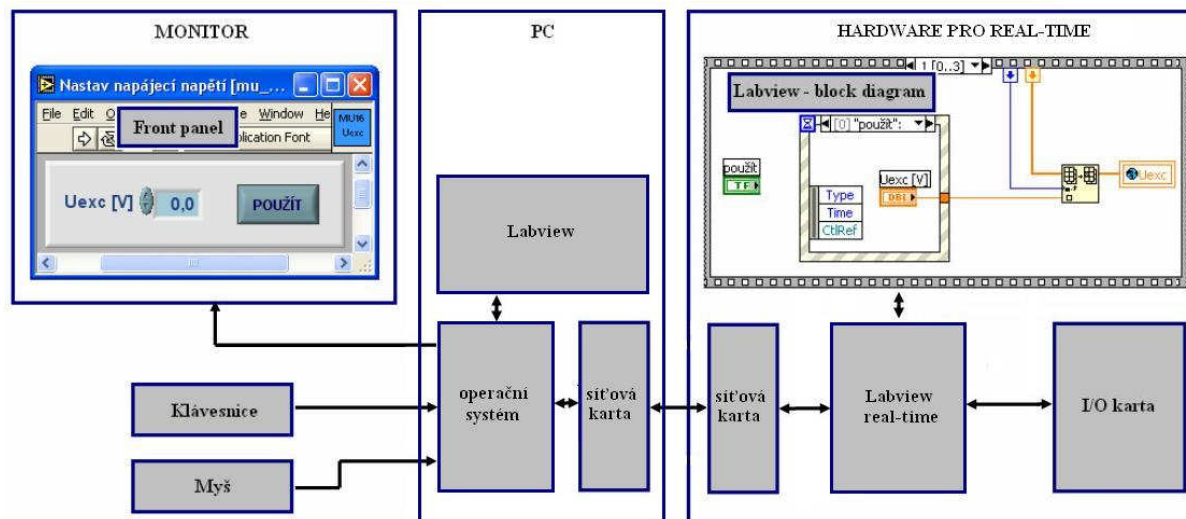 MONITOR
Nastav napájecí napětí [mu_...
File Edit
Window
Front panel
MU16
Uexc
Uexc [V] 0,0 POUŽÍT
Klávesnice
Myš
PC
Labview
operační
systém
síťová
karta
HARDWARE PRO REAL-TIME
1 [0..3]
Labview - block diagram
[0] "použít":
použít
TF
Uexc [V]
DBL
Type
Time
CtlRef
Uexc
síťová
karta
Labview
real-time
I/O karta